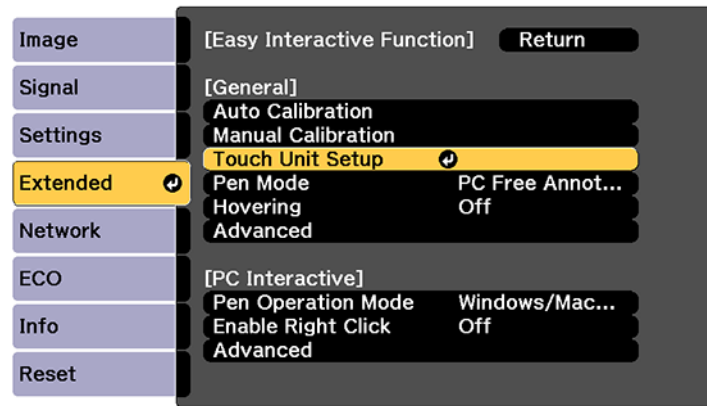 Image
Signal
Settings
Extended
Network
ECO
Info
Reset
[Easy Interactive Function] Return
[General]
Auto Calibration
Manual Calibration
Touch Unit Setup
Pen Mode PC Free Annot...
Hovering Off
Advanced
[PC Interactive]
Pen Operation Mode Windows/Mac...
Enable Right Click Off
Advanced